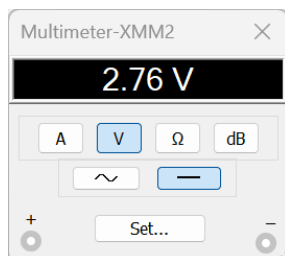 Multimeter-XMM2
2.76 V
A V Ω dB
+ Set... −